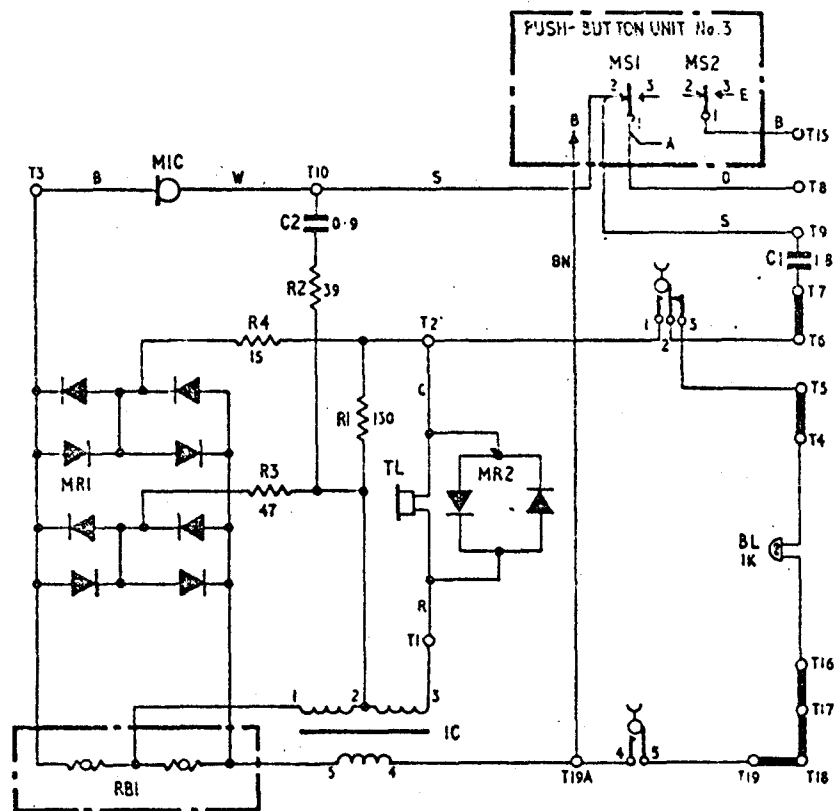 PUSH-BUTTON UNIT No.3
MS1 MS2
2 3 2 3 E
B 1 1 B T15
A
T3 B MIC W T10 S O T8
C2 0·9 S T9
BN C1 1·8
R2 39 T7
R4 T2 1 2 3 T6
15
C T5
R1 130 T4
R3 TL MR2
MR1 47
BL
1K
R
T1 T16
1 2 3 T17
IC
5 4 4 5
RB1 T19A T19 T18